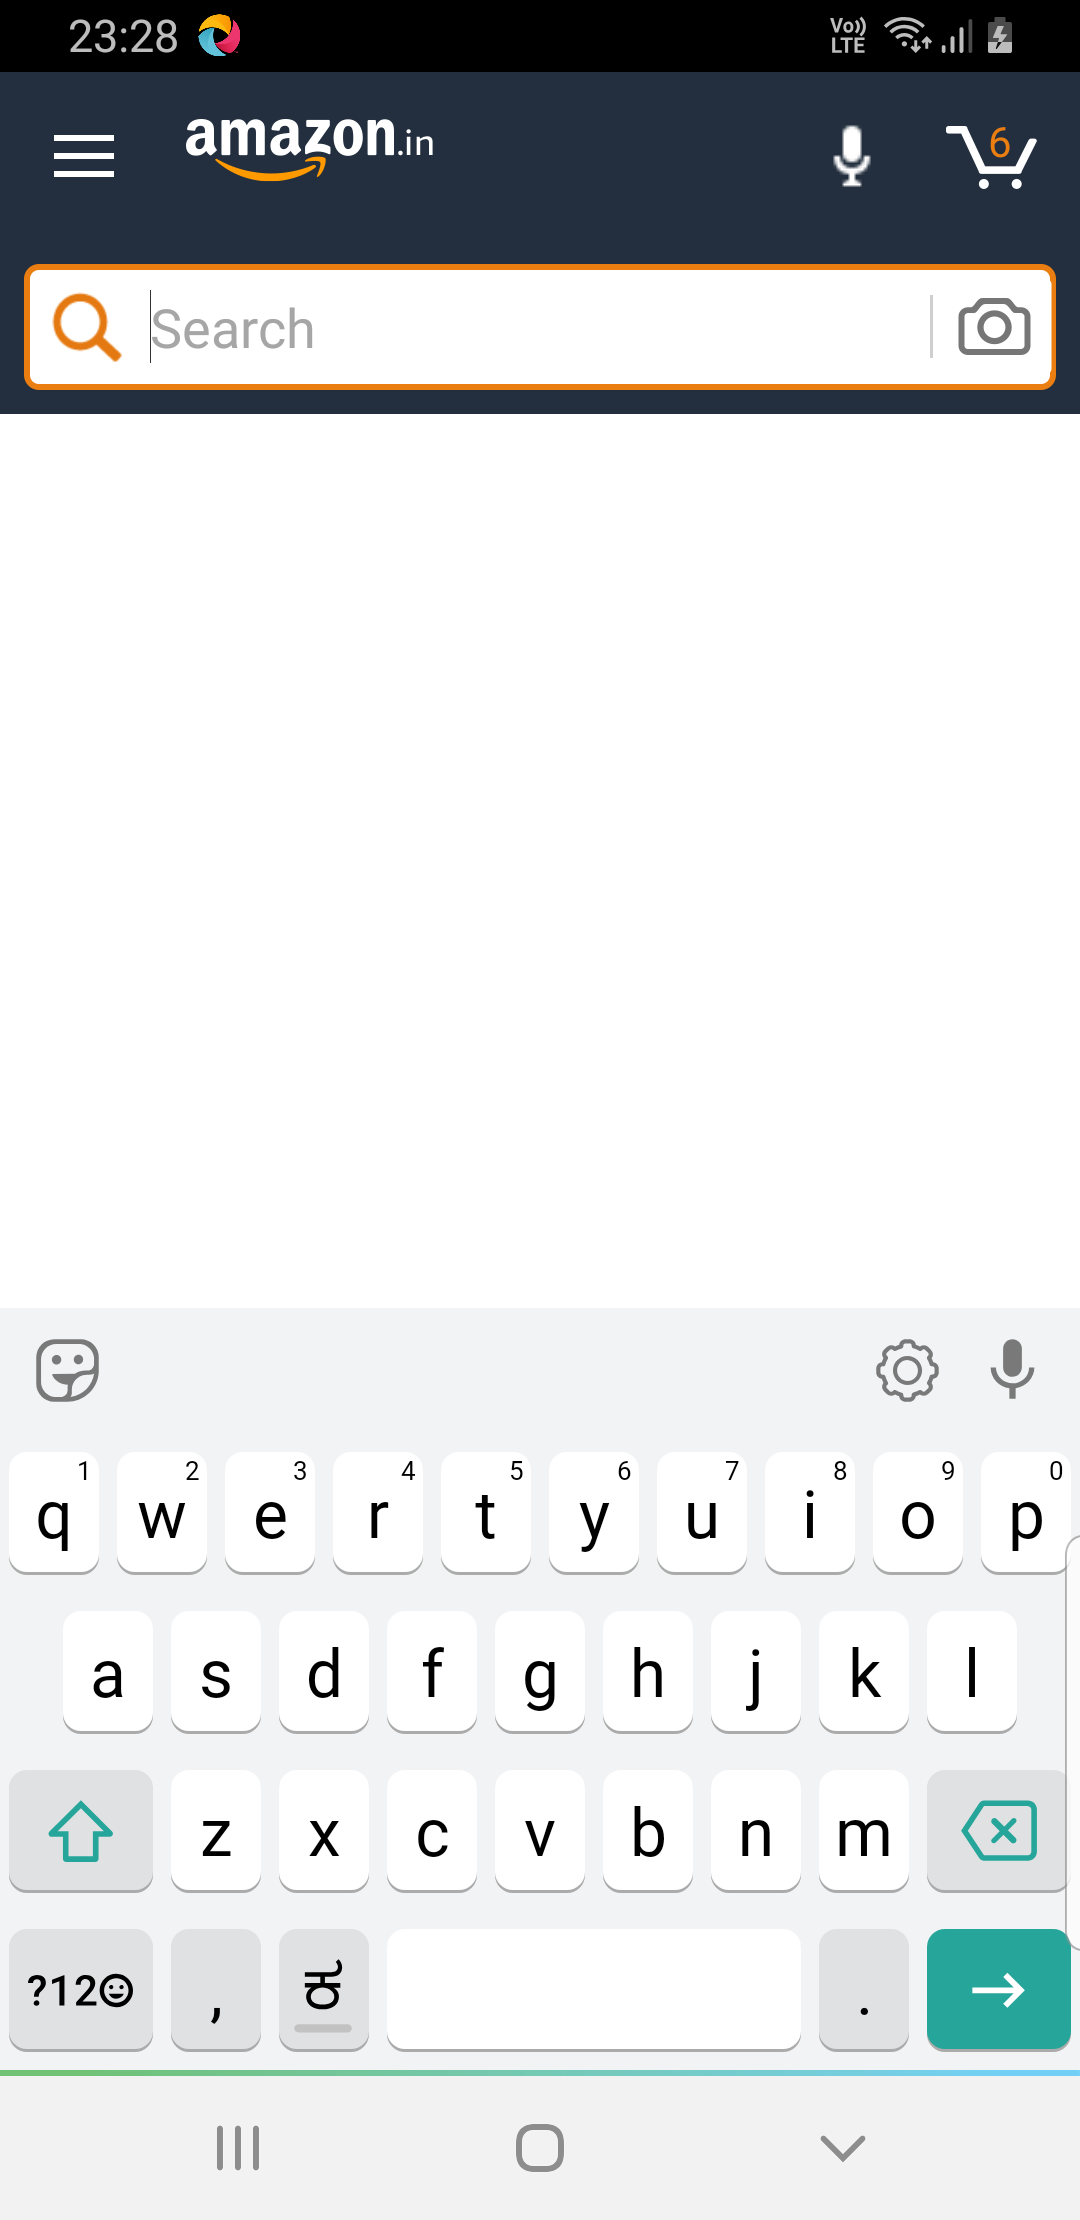 23:28 Vo)) LTE
amazon.in
6
Search
1 2 3 4 5 6 7 8 9 0
q w e r t y u i o p
a s d f g h j k l
z x c v b n m
?12 , .